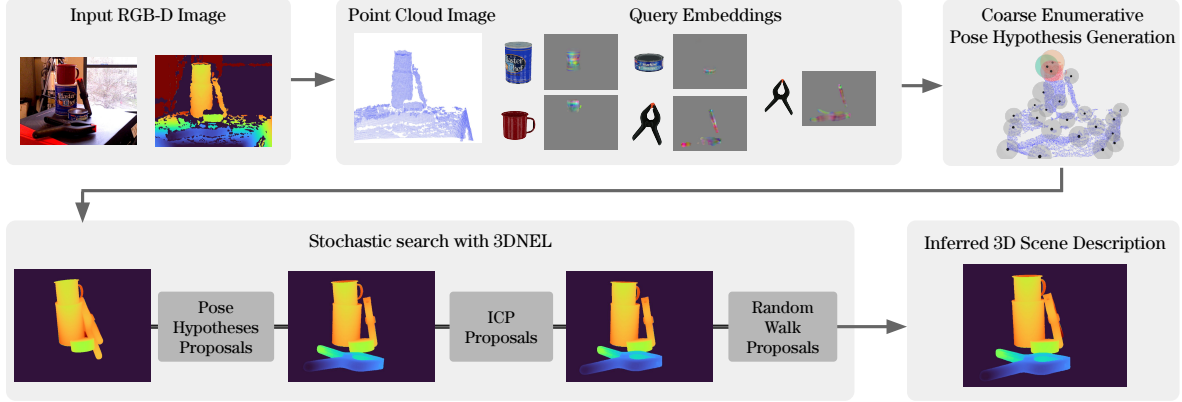 Input RGB-D Image
Point Cloud Image
Query Embeddings
Coarse Enumerative
Pose Hypothesis Generation
Stochastic search with 3DNEL
Pose
Hypotheses
Proposals
ICP
Proposals
Random
Walk
Proposals
Inferred 3D Scene Description